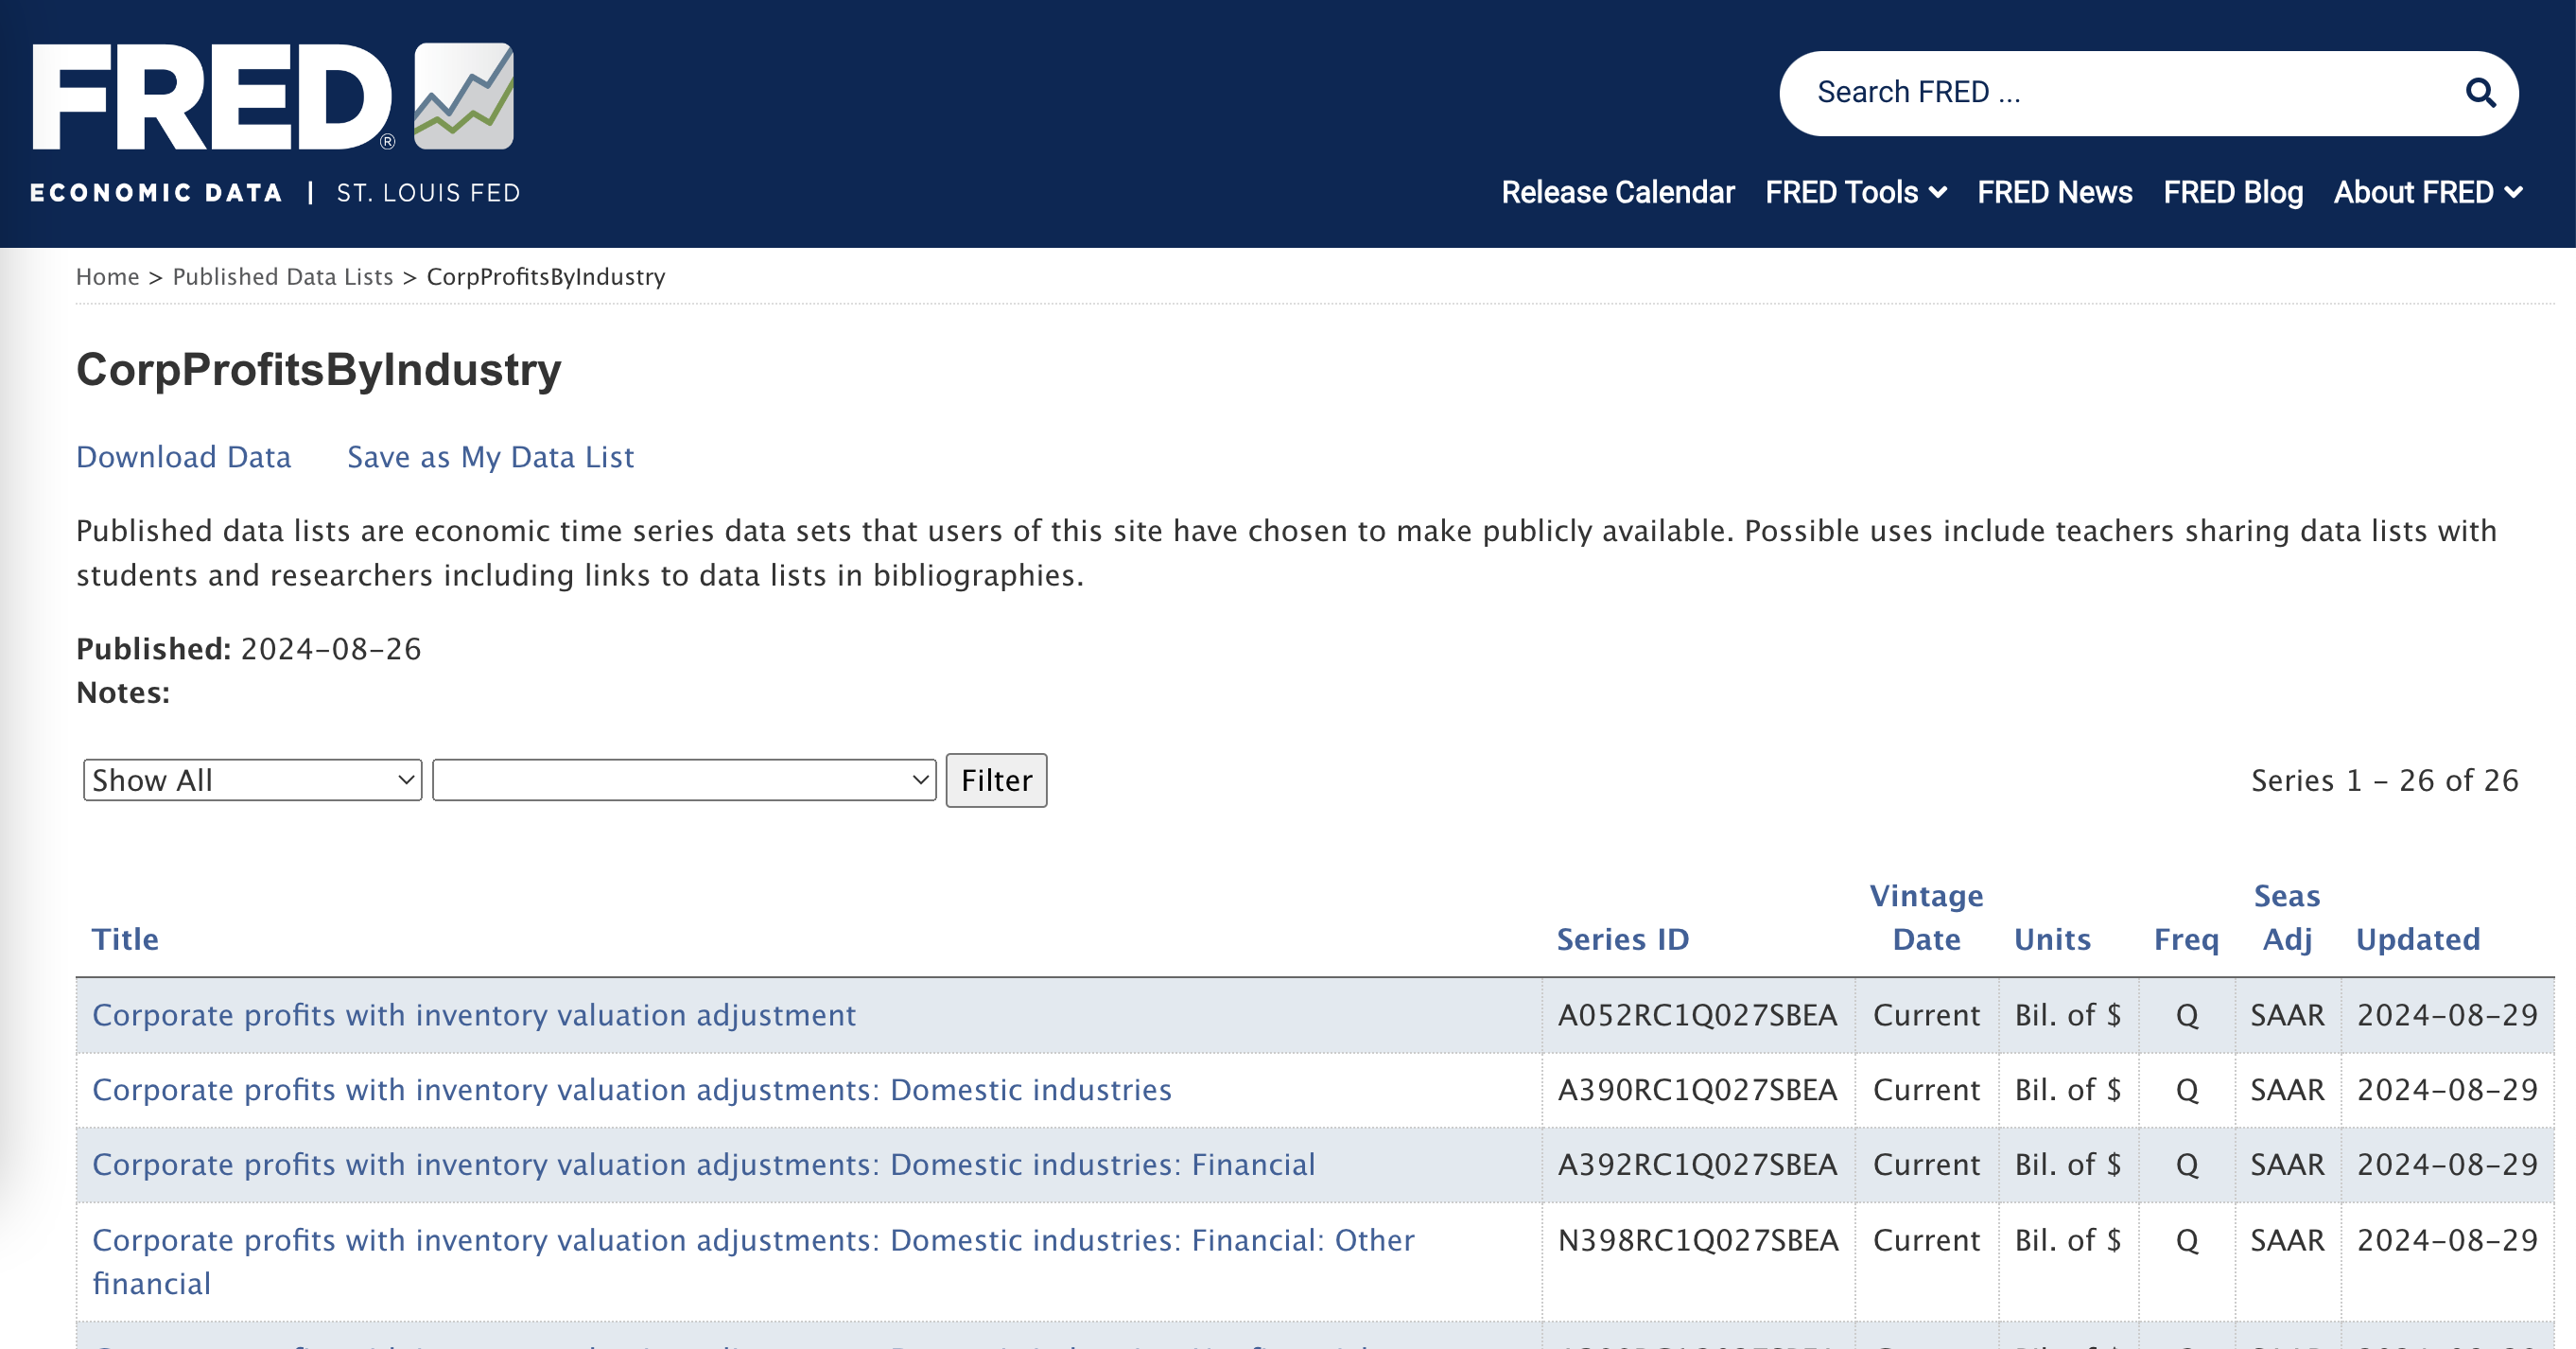 FRED®
ECONOMIC DATA | ST. LOUIS FED
Search FRED ...
Release Calendar FRED Tools FRED News FRED Blog About FRED
Home > Published Data Lists > CorpProfitsByIndustry
CorpProfitsByIndustry
Download Data Save as My Data List
Published data lists are economic time series data sets that users of this site have chosen to make publicly available. Possible uses include teachers sharing data lists with
students and researchers including links to data lists in bibliographies.
Published: 2024-08-26
Notes:
Show All Filter Series 1 - 26 of 26
Title Series ID Vintage Date Units Freq Seas Adj Updated
Corporate profits with inventory valuation adjustment A052RC1Q027SBEA Current Bil. of $ Q SAAR 2024-08-29
Corporate profits with inventory valuation adjustments: Domestic industries A390RC1Q027SBEA Current Bil. of $ Q SAAR 2024-08-29
Corporate profits with inventory valuation adjustments: Domestic industries: Financial A392RC1Q027SBEA Current Bil. of $ Q SAAR 2024-08-29
Corporate profits with inventory valuation adjustments: Domestic industries: Financial: Other N398RC1Q027SBEA Current Bil. of $ Q SAAR 2024-08-29
financial